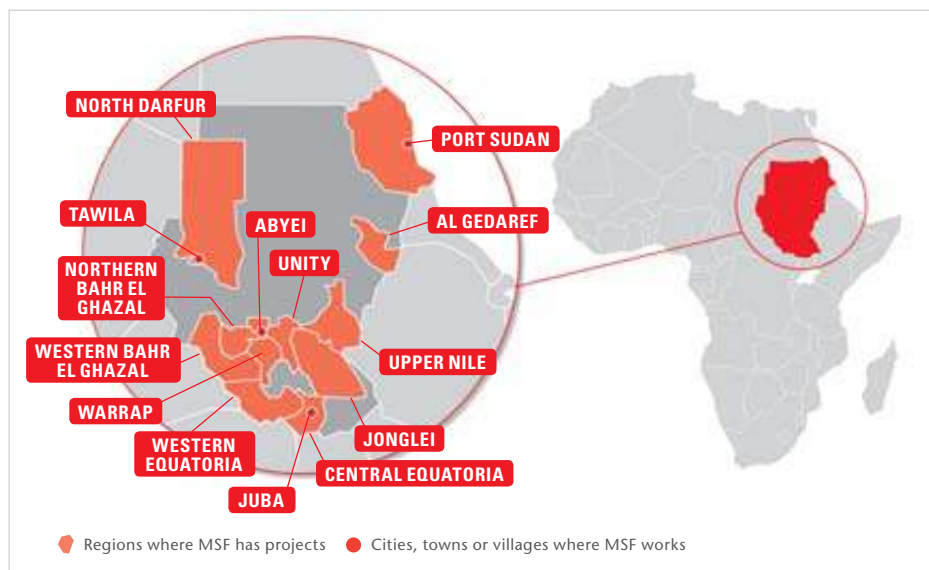 NORTH DARFUR
PORT SUDAN
TAWILA
ABYEI
AL GEDAREF
NORTHERN
BAHR EL
GHAZAL
UNITY
WESTERN BAHR
EL GHAZAL
UPPER NILE
WARRAP
JONGLEI
WESTERN
EQUATORIA
CENTRAL EQUATORIA
JUBA
Regions where MSF has projects
Cities, towns or villages where MSF works